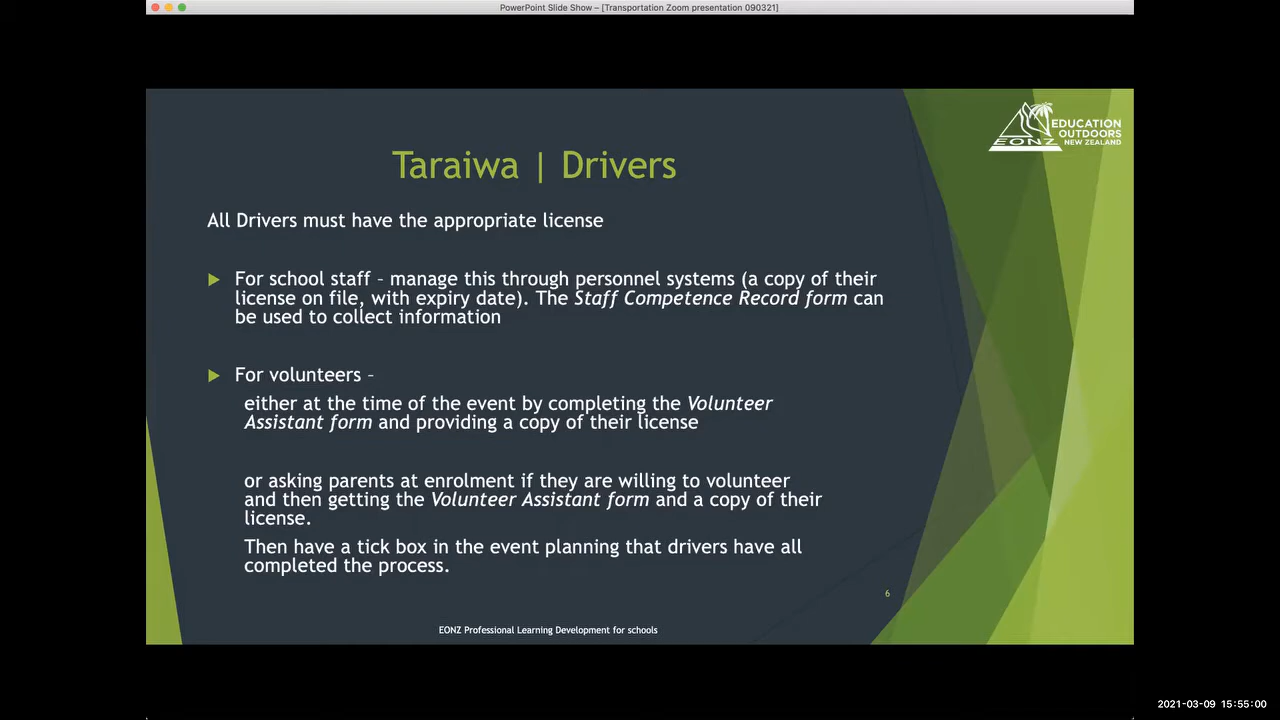 PowerPoint Slide Show – [Transportation Zoom presentation 090321]
EONZ
EDUCATION
OUTDOORS
NEW ZEALAND
Taraiwa | Drivers
All Drivers must have the appropriate license
For school staff – manage this through personnel systems (a copy of their
license on file, with expiry date). The Staff Competence Record form can
be used to collect information
For volunteers –
either at the time of the event by completing the Volunteer
Assistant form and providing a copy of their license
or asking parents at enrolment if they are willing to volunteer
and then getting the Volunteer Assistant form and a copy of their
license.
Then have a tick box in the event planning that drivers have all
completed the process.
6
EONZ Professional Learning Development for schools
2021-03-09 15:55:00